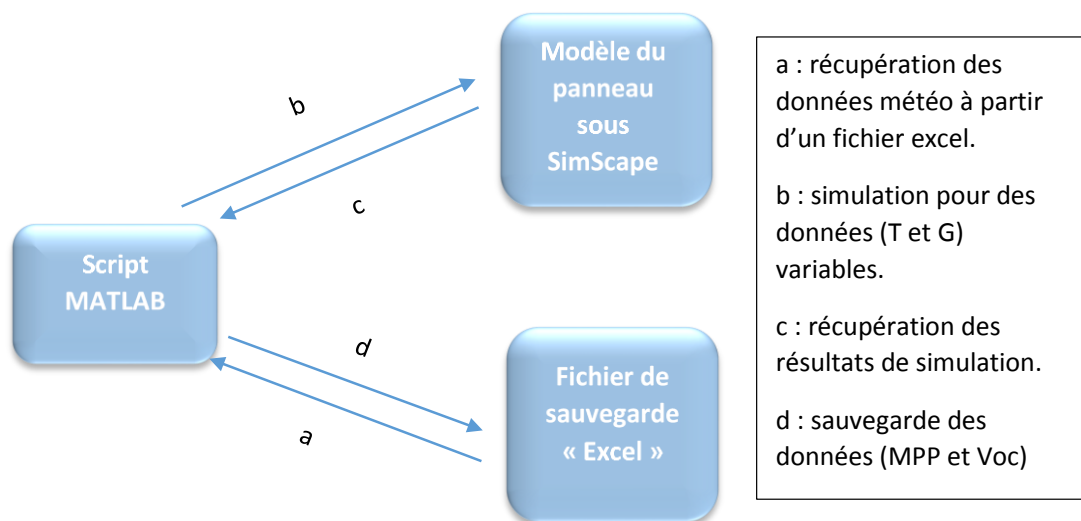 Modèle du
panneau
sous
SimScape
b
c
Script
MATLAB
d
a
Fichier de
sauvegarde
« Excel »
a : récupération des
données météo à partir
d’un fichier excel.
b : simulation pour des
données (T et G)
variables.
c : récupération des
résultats de simulation.
d : sauvegarde des
données (MPP et Voc)